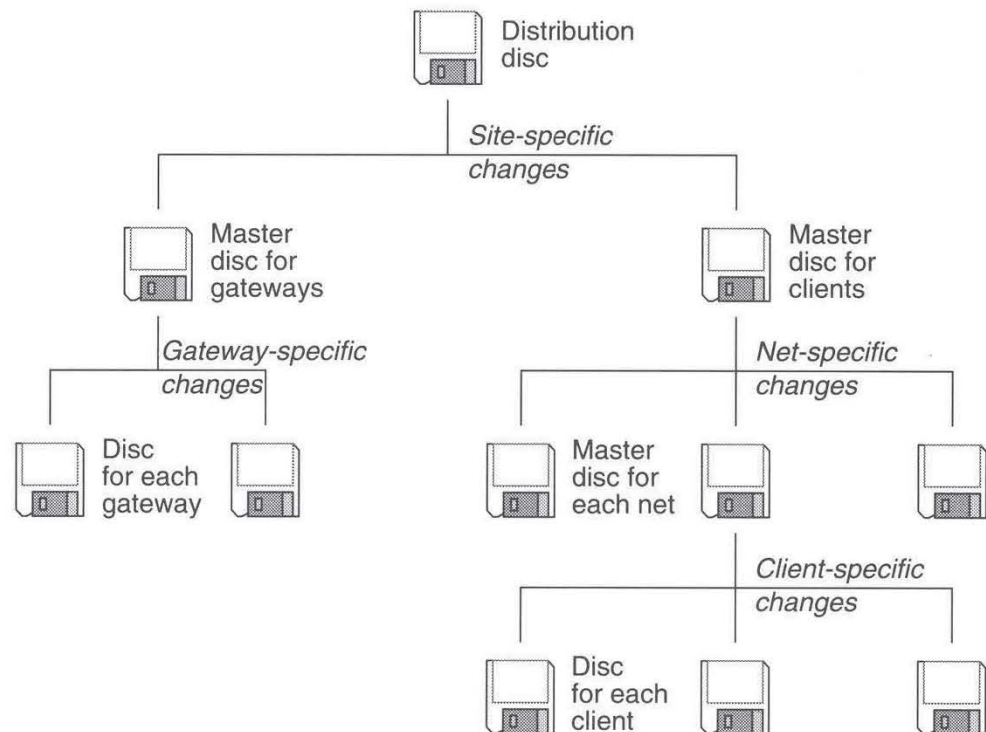 Distribution
disc
Site-specific
changes
Master
disc for
gateways
Master
disc for
clients
Gateway-specific
changes
Net-specific
changes
Disc
for each
gateway
Master
disc for
each net
Client-specific
changes
Disc
for each
client